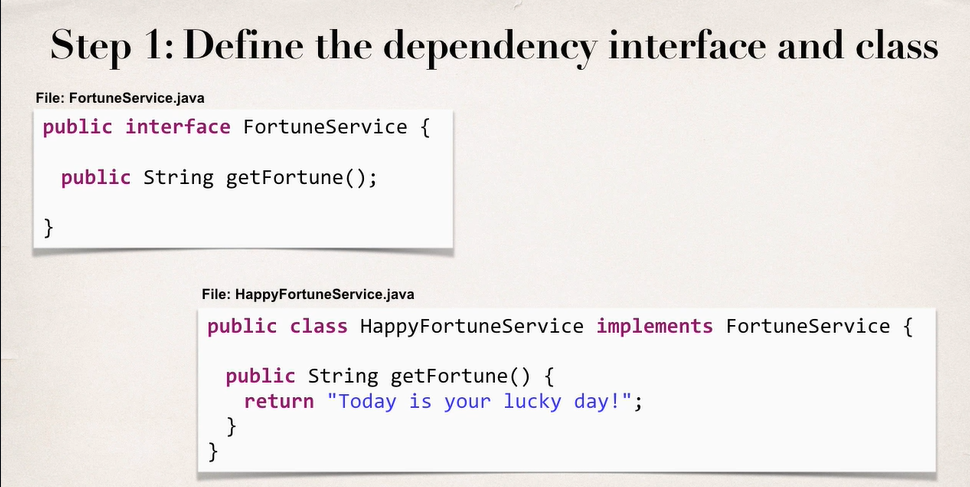 Step 1: Define the dependency interface and class
File: FortuneService.java
public interface FortuneService {
public String getFortune();
}
File: HappyFortuneService.java
public class HappyFortuneService implements FortuneService {
public String getFortune() {
return "Today is your lucky day!";
}
}